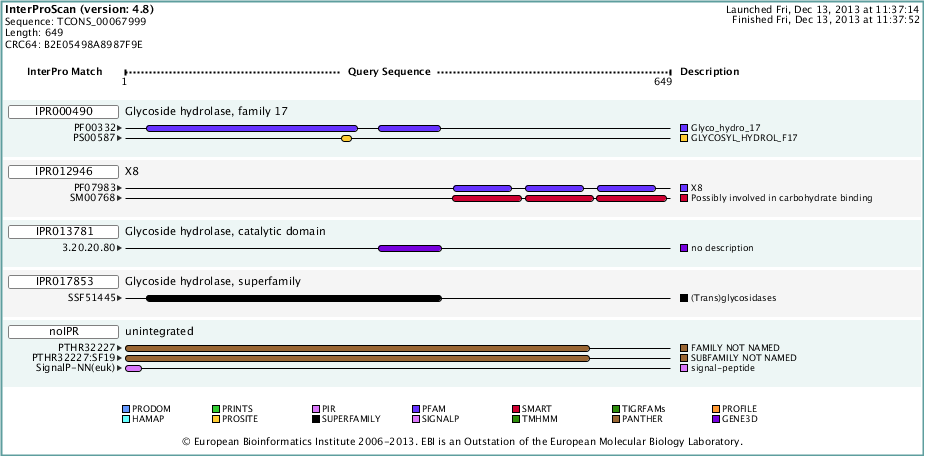 InterProScan (version: 4.8)
Sequence: TCONS_00067999
Length: 649
CRC64: B2E05498A8987F9E
Launched Fri, Dec 13, 2013 at 11:37:14
Finished Fri, Dec 13, 2013 at 11:37:52
InterPro Match Query Sequence Description
1 649
IPR000490 Glycoside hydrolase, family 17
PF00332 Glyco_hydro_17
PS00587 GLYCOSYL_HYDROL_F17
IPR012946 X8
PF07983 X8
SM00768 Possibly involved in carbohydrate binding
IPR013781 Glycoside hydrolase, catalytic domain
3.20.20.80 no description
IPR017853 Glycoside hydrolase, superfamily
SSF51445 (Trans)glycosidases
noIPR unintegrated
PTHR32227 FAMILY NOT NAMED
PTHR32227:SF19 SUBFAMILY NOT NAMED
SignalP-NN(euk) signal-peptide
PRODOM PRINTS PIR PFAM SMART TIGRFAMs PROFILE
HAMAP PROSITE SUPERFAMILY SIGNALP TMHMM PANTHER GENE3D
© European Bioinformatics Institute 2006-2013. EBI is an Outstation of the European Molecular Biology Laboratory.